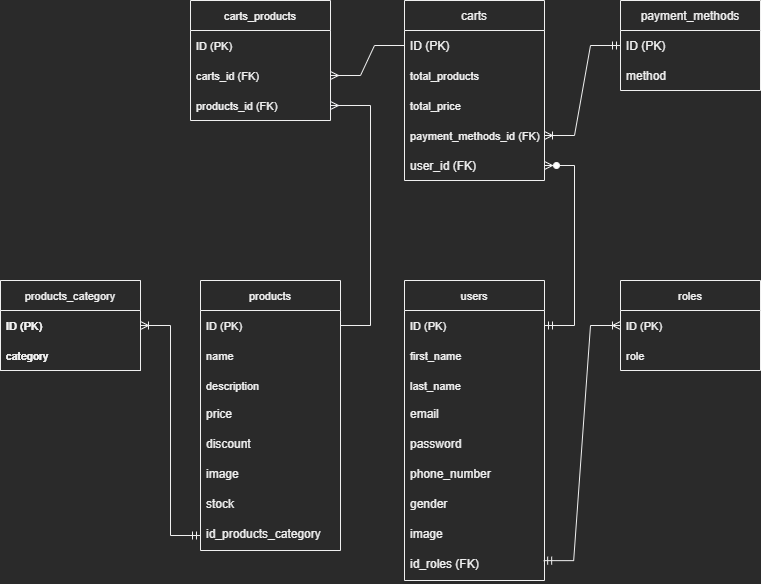 carts_products
ID (PK)
carts_id (FK)
products_id (FK)
carts
ID (PK)
total_products
total_price
payment_methods_id (FK)
user_id (FK)
payment_methods
ID (PK)
method
products_category
ID (PK)
category
products
ID (PK)
name
description
price
discount
image
stock
id_products_category
users
ID (PK)
first_name
last_name
email
password
phone_number
gender
image
id_roles (FK)
roles
ID (PK)
role